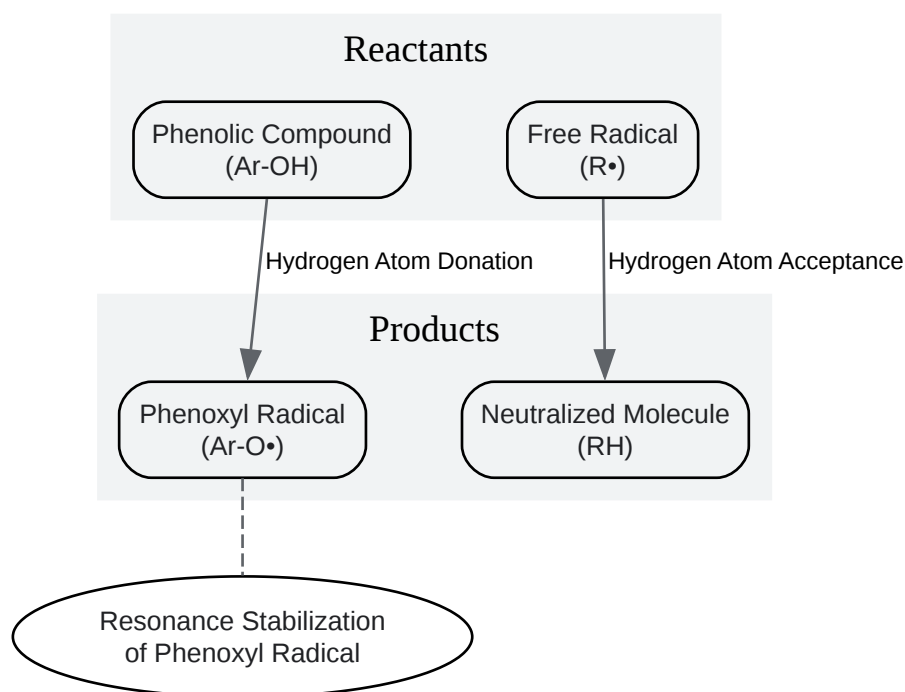 Reactants
Phenolic Compound
(Ar-OH)
Free Radical
(R•)
Hydrogen Atom Donation
Hydrogen Atom Acceptance
Products
Phenoxyl Radical
(Ar-O•)
Neutralized Molecule
(RH)
Resonance Stabilization
of Phenoxyl Radical